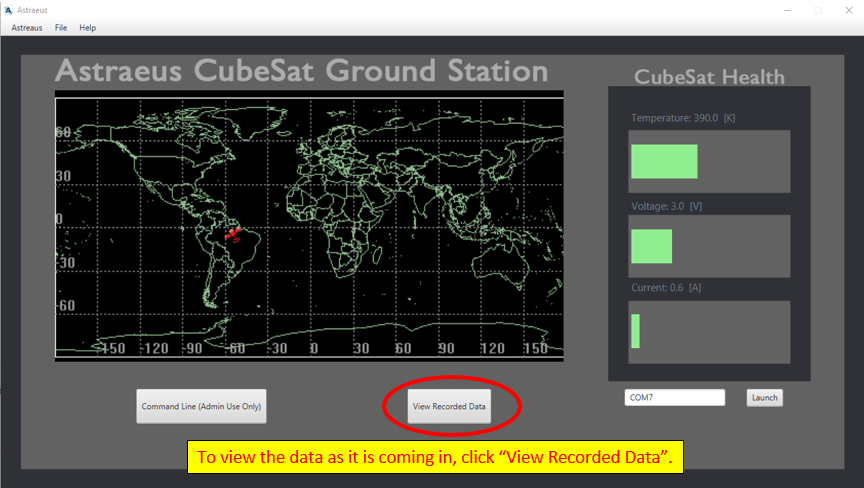 Astraeus
Astreaus File Help
Astraeus CubeSat Ground Station
CubeSat Health
60
30
0
-30
-60
-150 -120 -90 -60 -30 0 30 60 90 120 150
Temperature: 390.0 [K]
Voltage: 3.0 [V]
Current: 0.6 [A]
COM7
Launch
Command Line (Admin Use Only)
View Recorded Data
To view the data as it is coming in, click “View Recorded Data”.